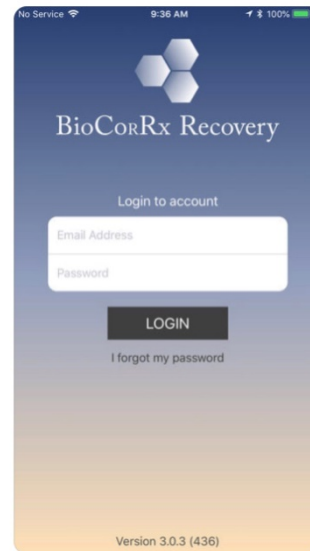 No Service 9:36 AM 100%
BioCorRx Recovery
Login to account
Email Address
Password
LOGIN
I forgot my password
Version 3.0.3 (436)